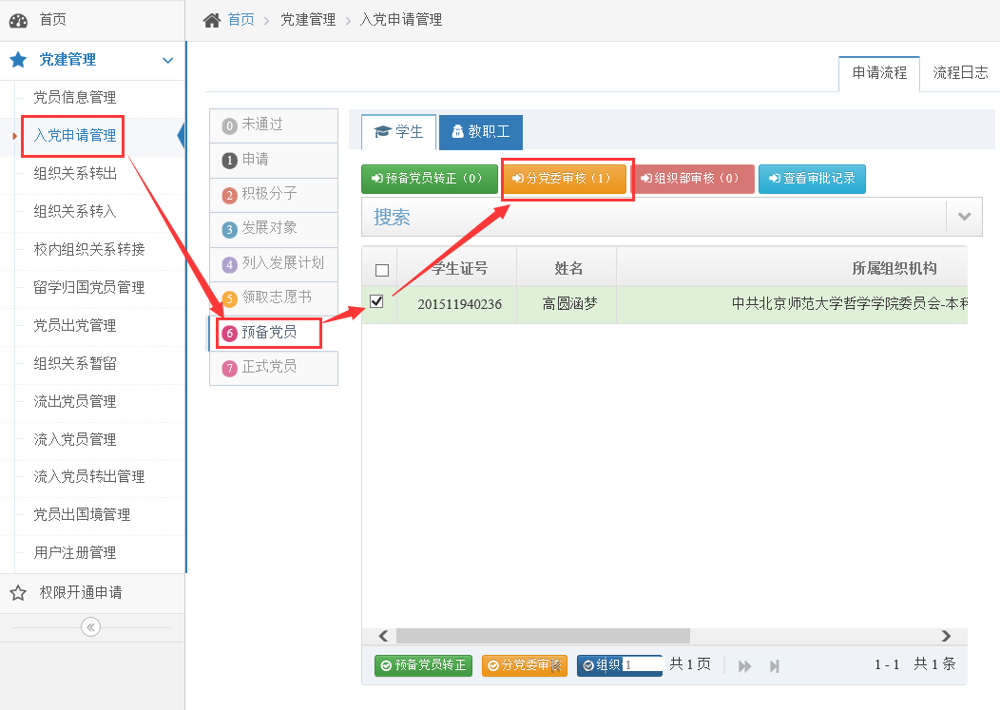 首页
首页 党建管理 入党申请管理
党建管理
党员信息管理
入党申请管理
组织关系转出
组织关系转入
校内组织关系转接
留学归国党员管理
党员出党管理
组织关系暂留
流出党员管理
流入党员管理
流入党员转出管理
党员出国境管理
用户注册管理
权限开通申请
申请流程 流程日志
0 未通过
1 申请
2 积极分子
3 发展对象
4 列入发展计划
5 领取志愿书
6 预备党员
7 正式党员
学生 教职工
预备党员转正（0） 分党委审核（1） 组织部审核（0） 查看审批记录
搜索
学生证号 姓名 所属组织机构
201511940236 高圆涵梦 中共北京师范大学哲学学院委员会-本科
预备党员转正 分党委审核 组织 1 共 1 页 1 - 1 共 1 条